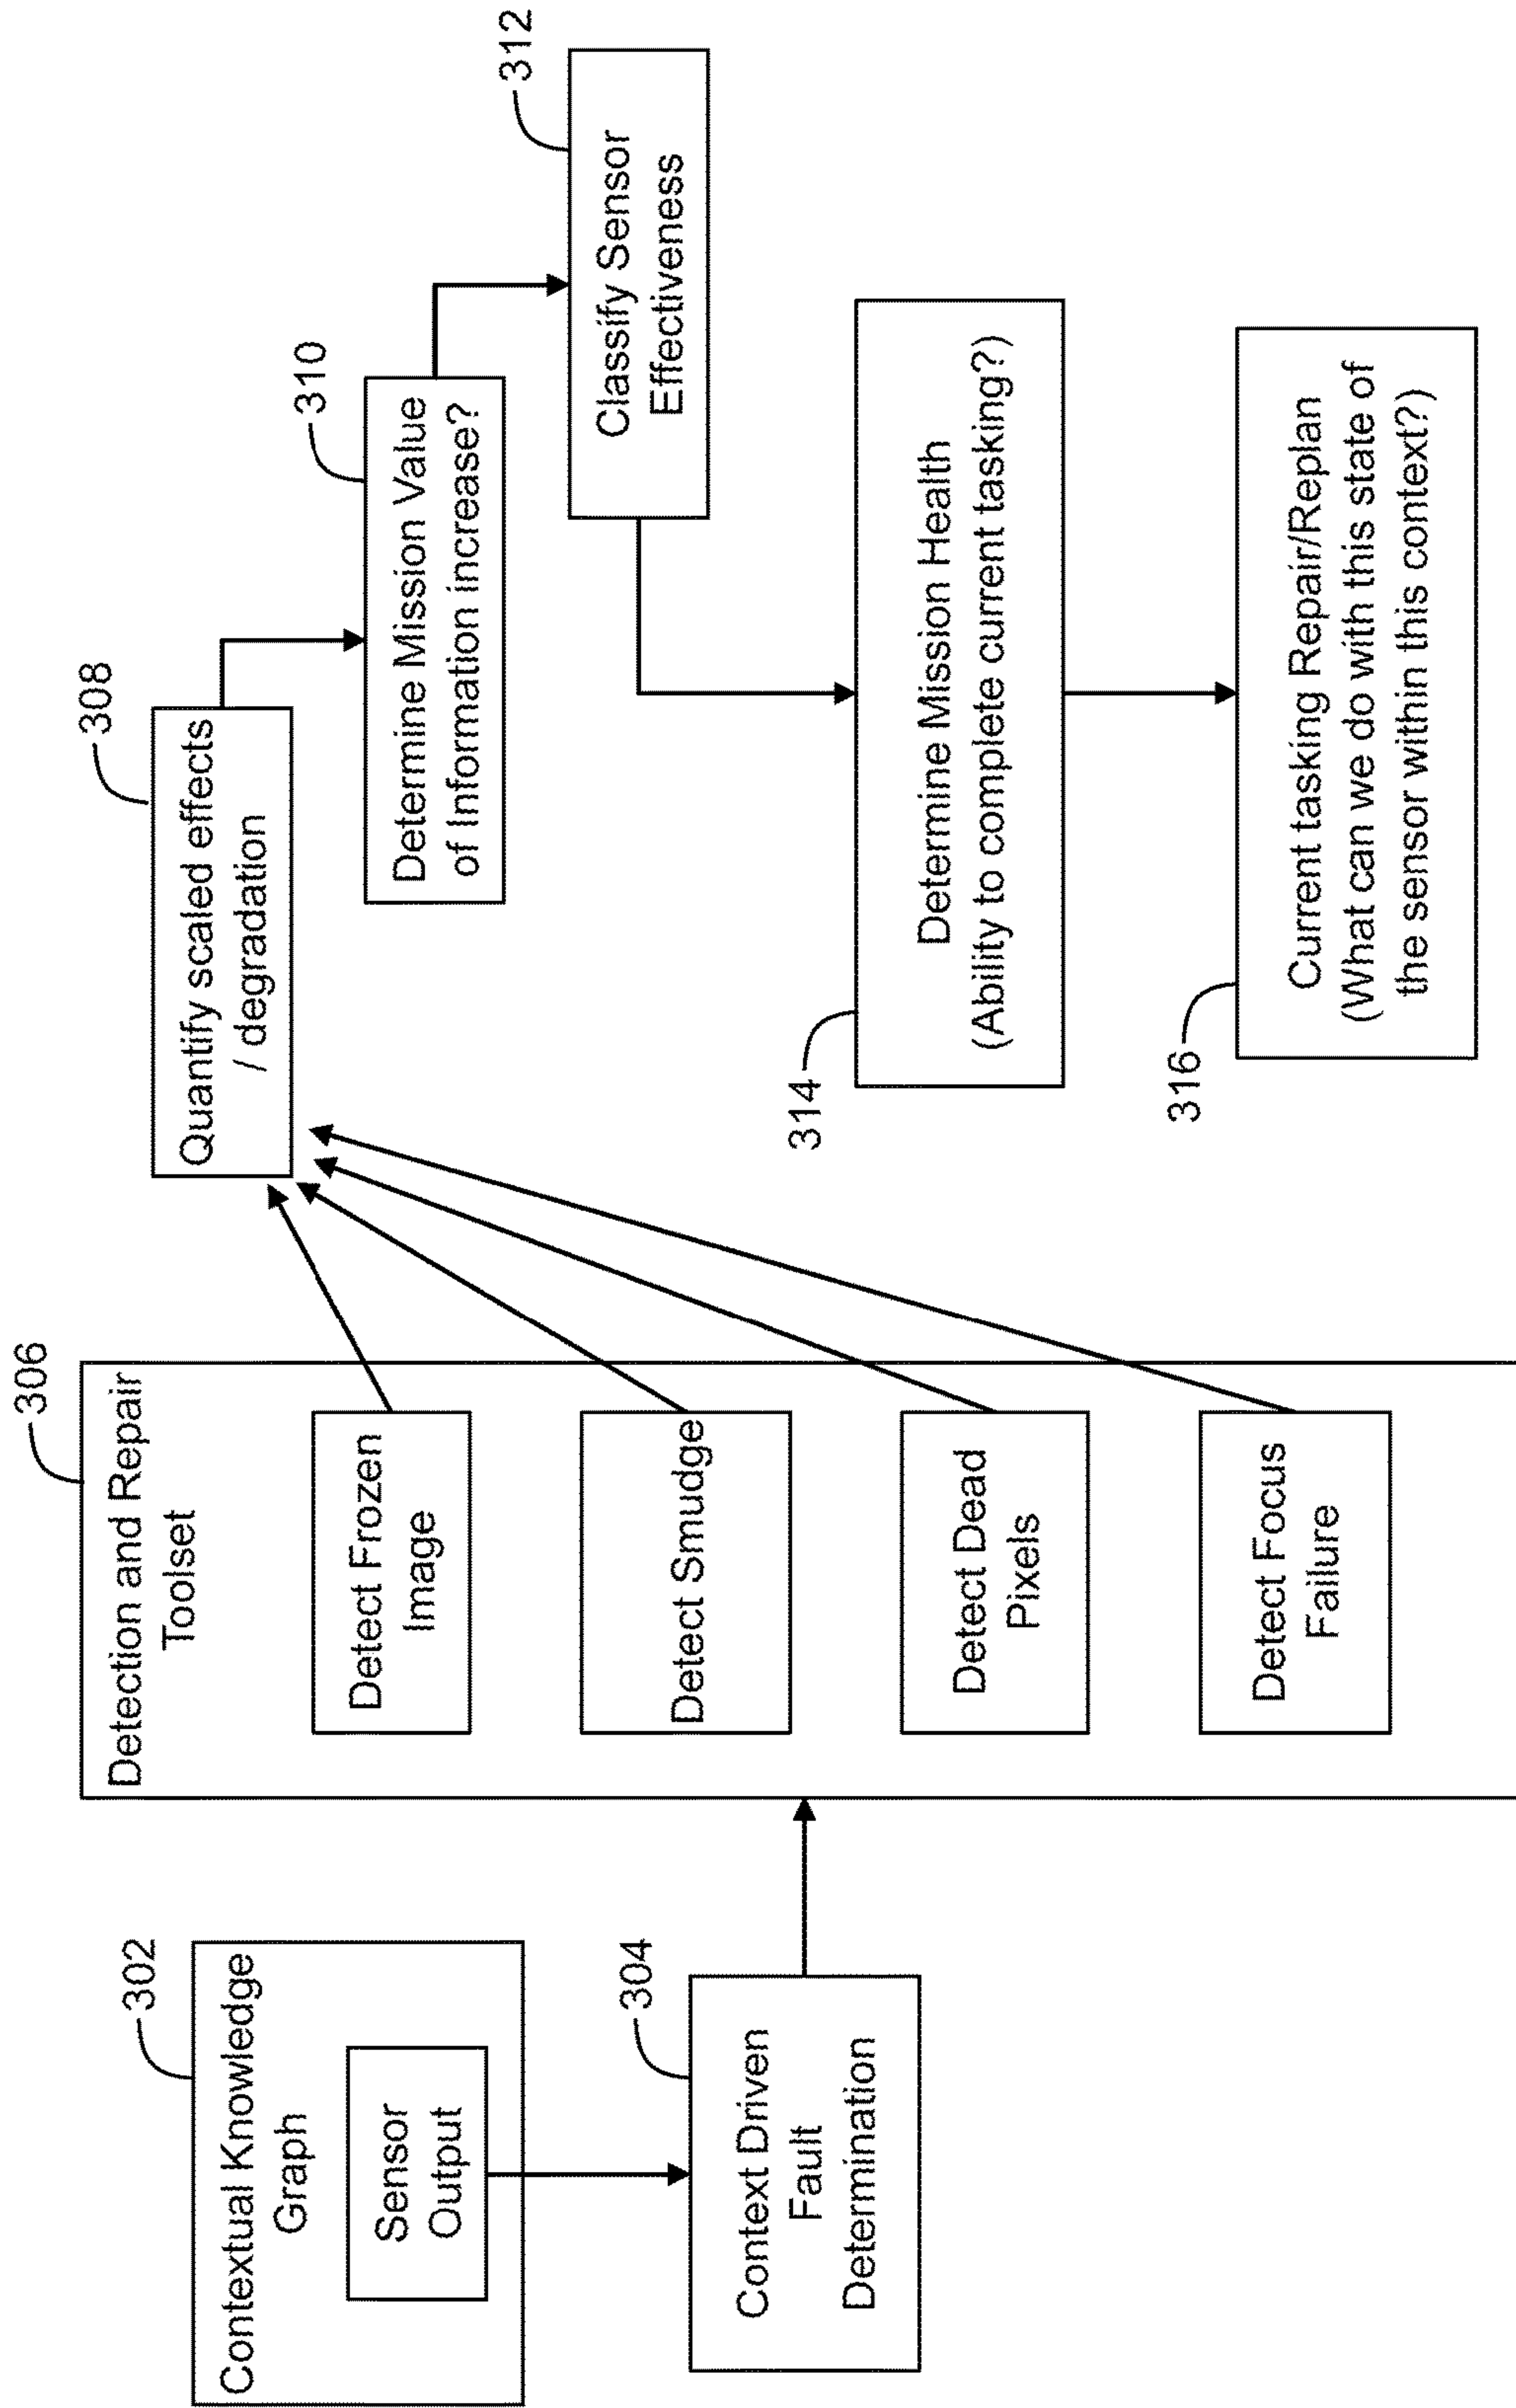 302
Contextual Knowledge
Graph
Sensor
Output
304
Context Driven
Fault
Determination
306
Detection and Repair
Toolset
Detect Frozen
Image
Detect Smudge
Detect Dead
Pixels
Detect Focus
Failure
308
Quantify scaled effects
/ degradation
310
Determine Mission Value
of Information increase?
312
Classify Sensor
Effectiveness
314
Determine Mission Health
(Ability to complete current tasking?)
316
Current tasking Repair/Replan
(What can we do with this state of
the sensor within this context?)